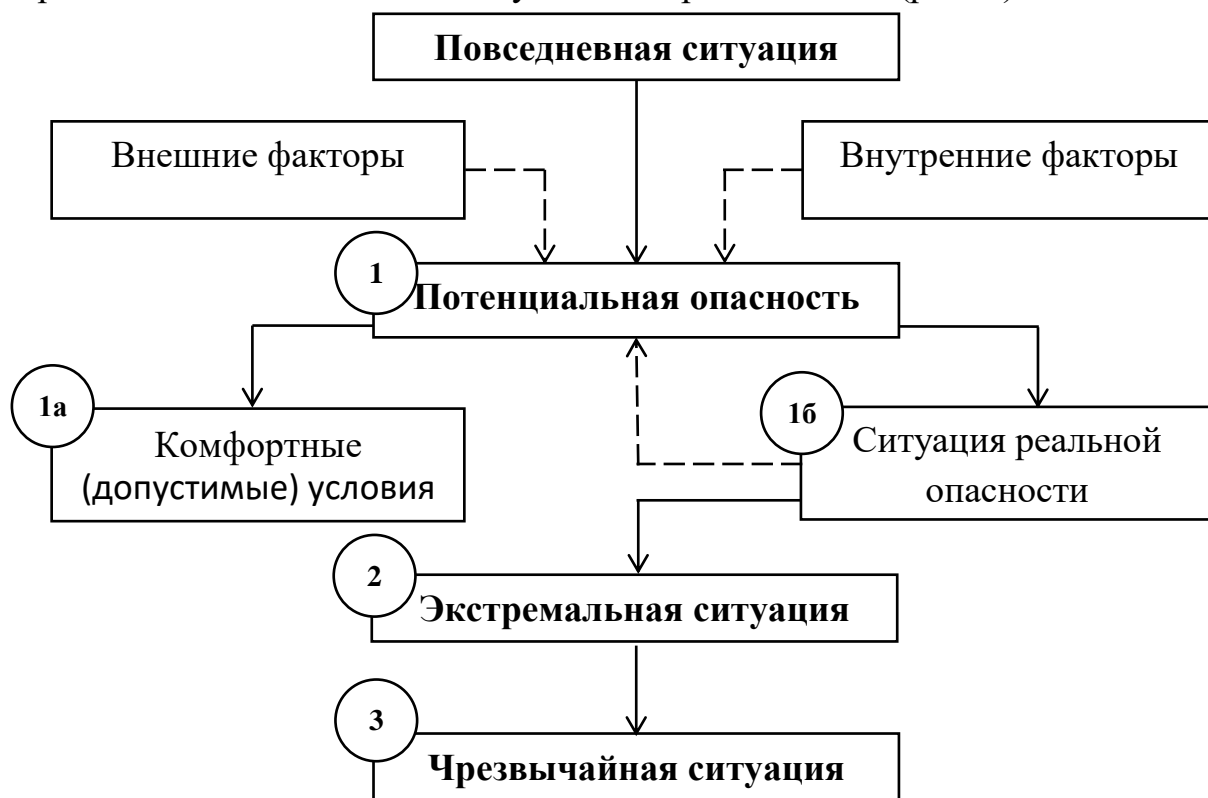 Повседневная ситуация
Внешние факторы
Внутренние факторы
1
Потенциальная опасность
1а
Комфортные
(допустимые) условия
1б
Ситуация реальной
опасности
2
Экстремальная ситуация
3
Чрезвычайная ситуация